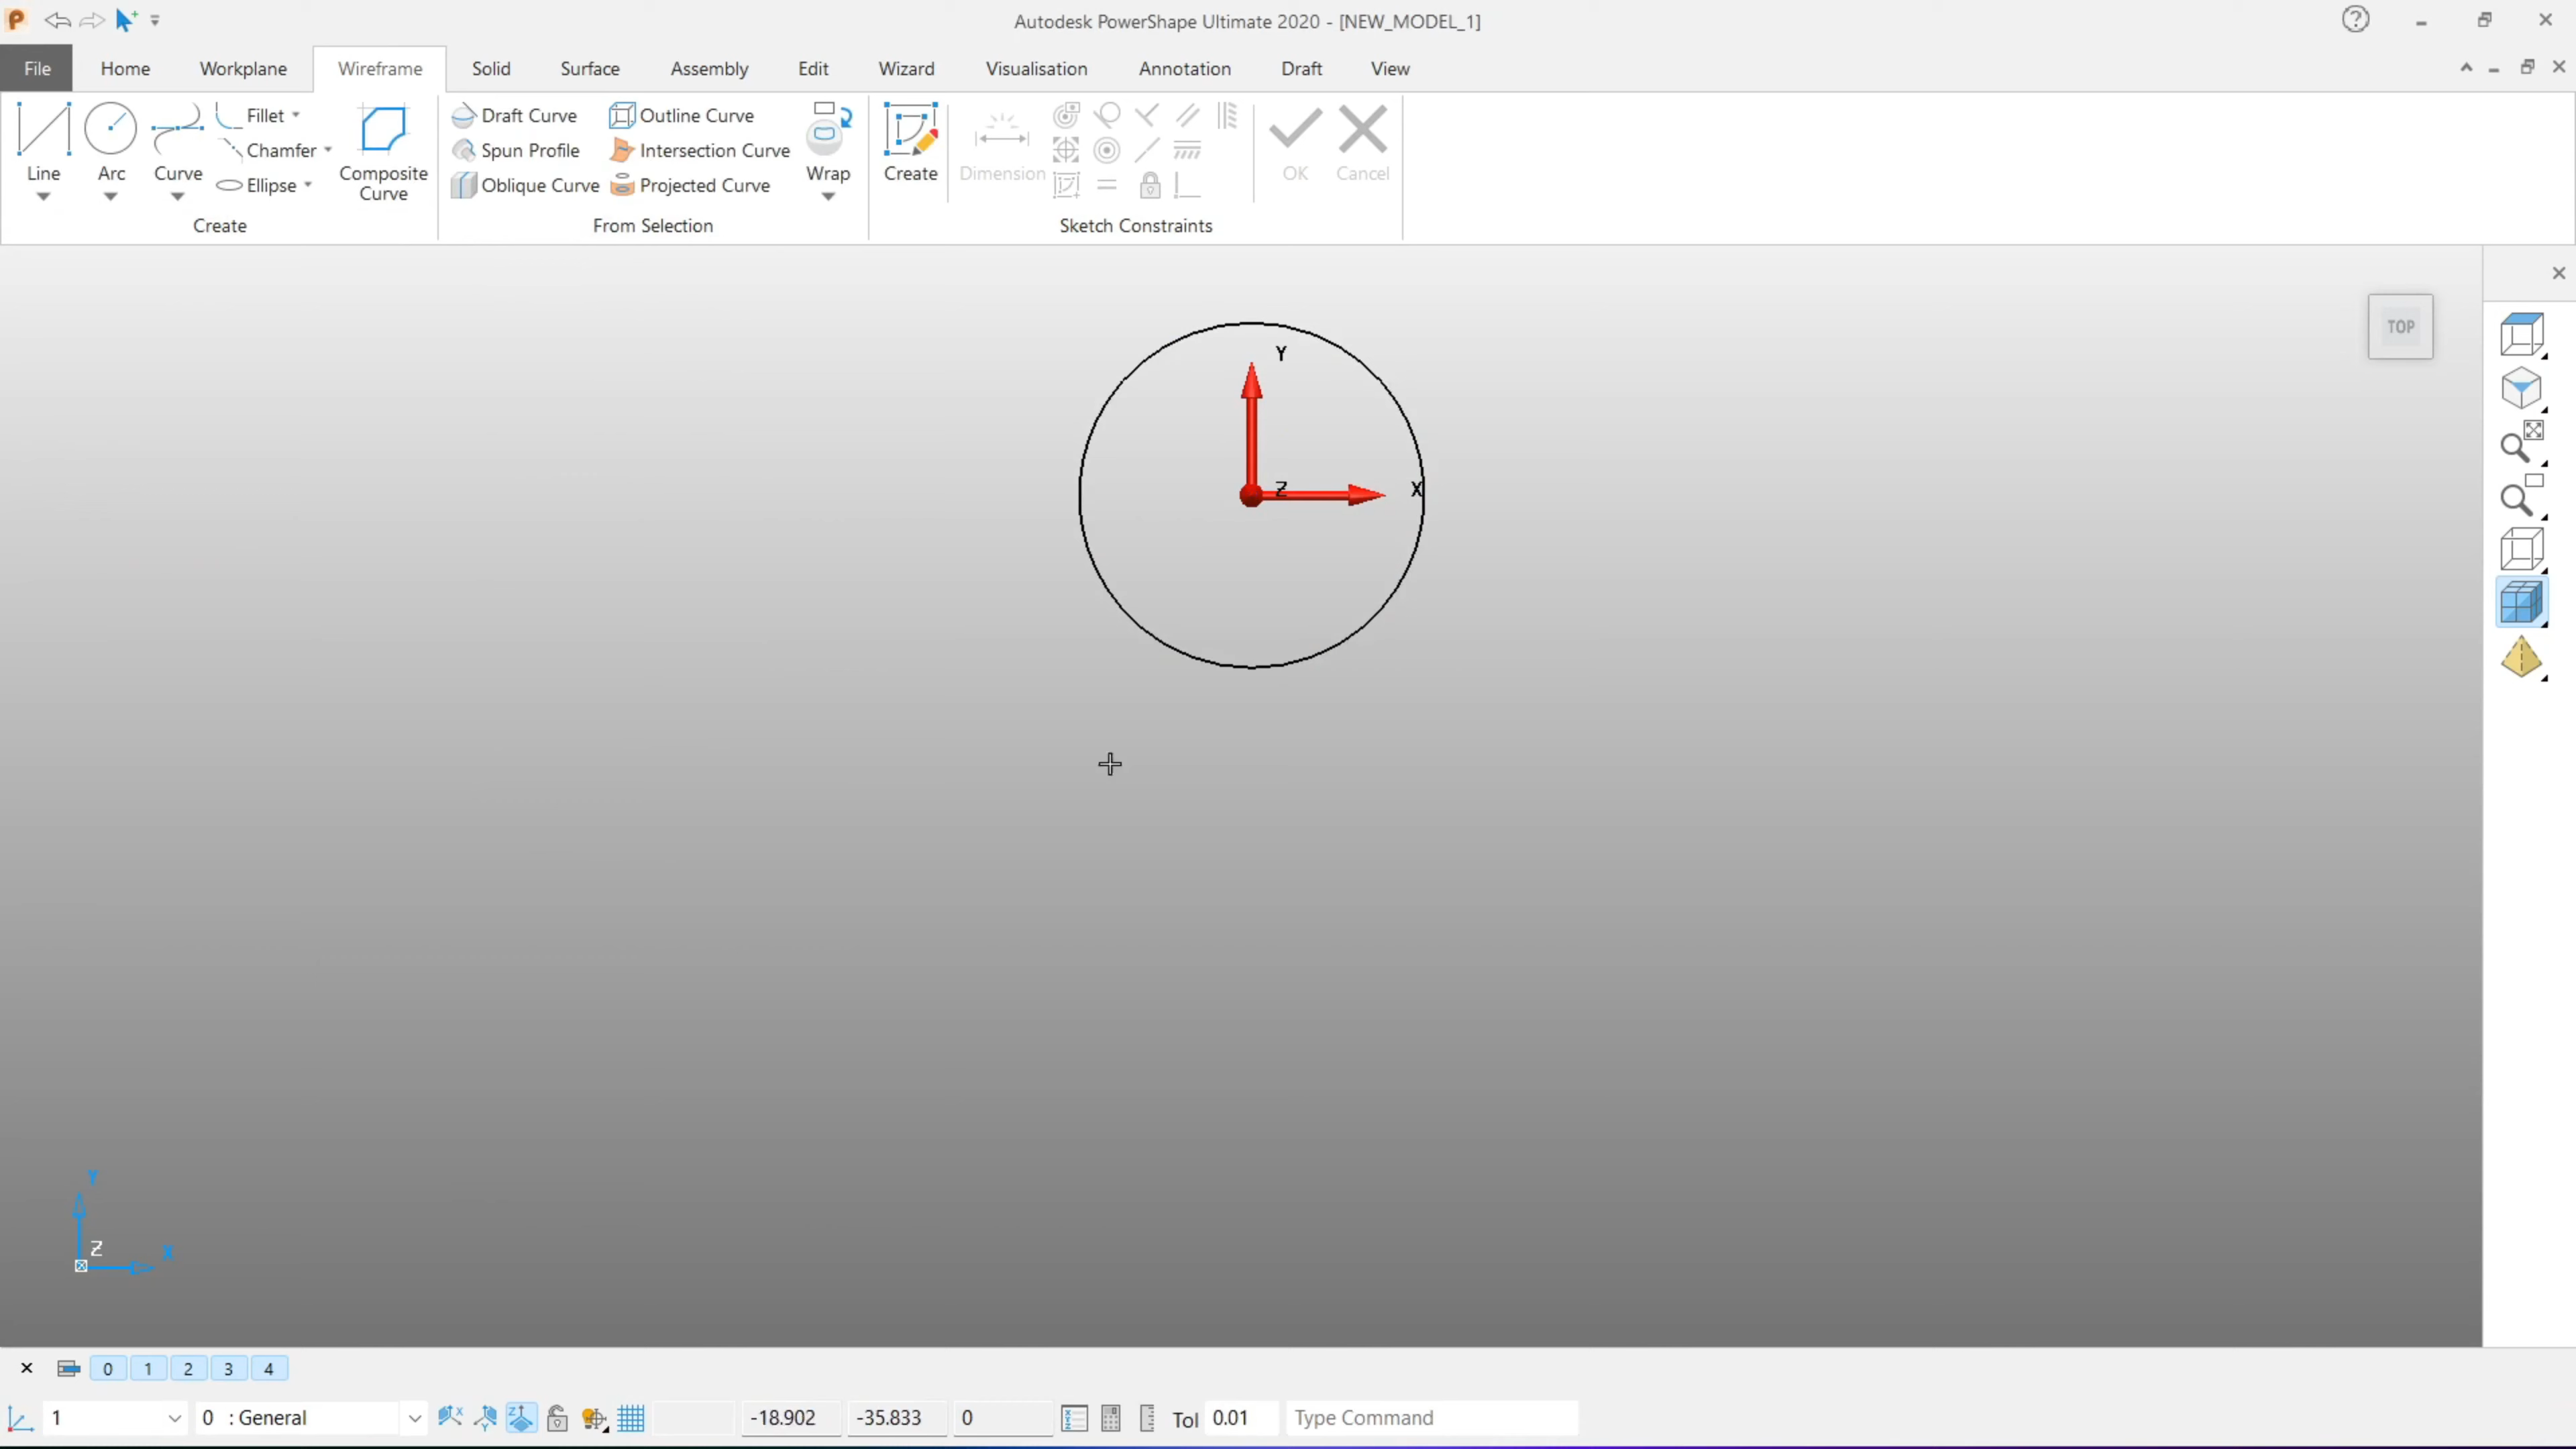 Autodesk PowerShape Ultimate 2020 - [NEW_MODEL_1]
File Home Workplane Wireframe Solid Surface Assembly Edit Wizard Visualisation Annotation Draft View
Line
Arc
Curve
Fillet
Chamfer
Ellipse
Composite
Curve
Create
Draft Curve
Spun Profile
Oblique Curve
Outline Curve
Intersection Curve
Projected Curve
Wrap
From Selection
Create
Dimension
Sketch Constraints
OK
Cancel
TOP
Y
Z
X
Y
Z
X
0 1 2 3 4
1 0 : General -18.902 -35.833 0 Tol 0.01 Type Command